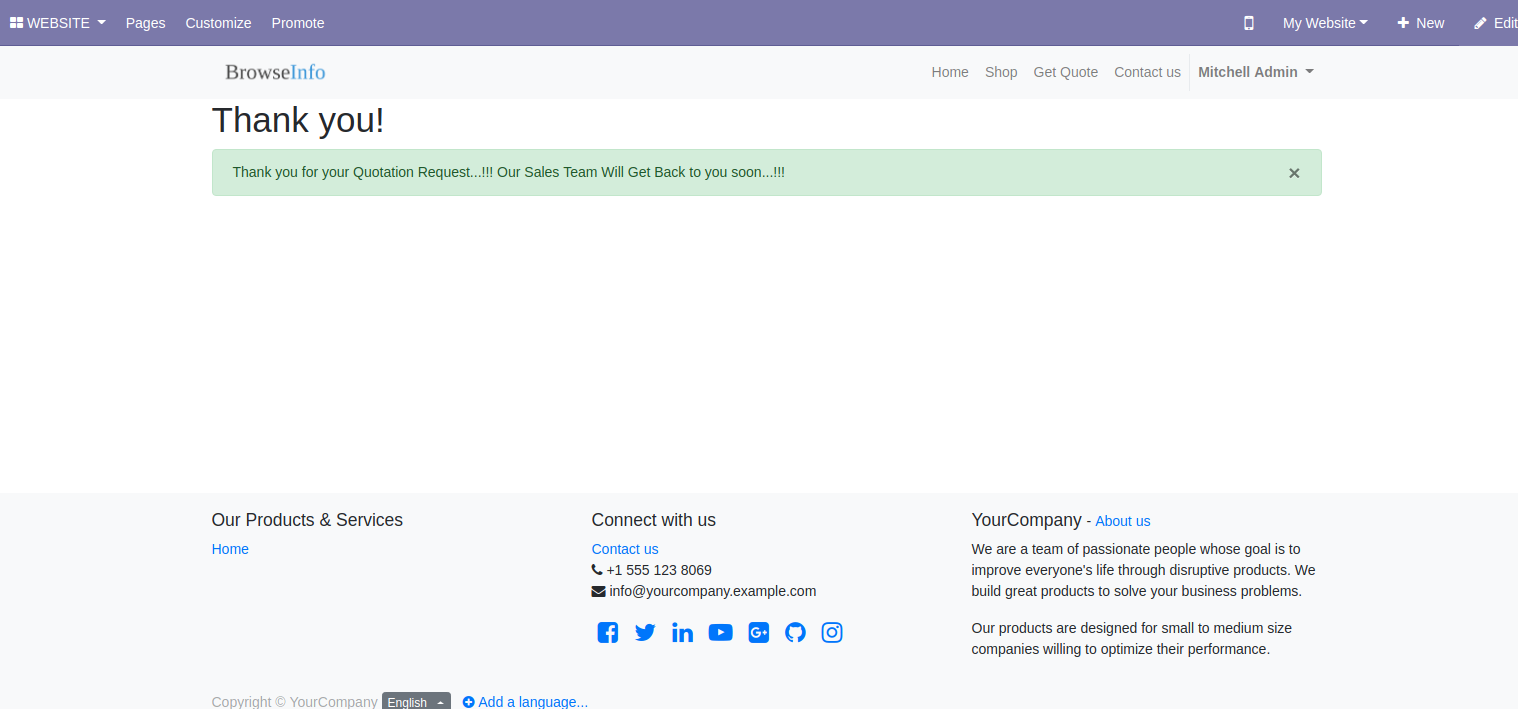 WEBSITE Pages Customize Promote My Website New Edit
BrowseInfo Home Shop Get Quote Contact us Mitchell Admin
Thank you!
Thank you for your Quotation Request...!!! Our Sales Team Will Get Back to you soon...!!! ×
Our Products & Services
Home
Connect with us
Contact us
+1 555 123 8069
info@yourcompany.example.com
YourCompany - About us
We are a team of passionate people whose goal is to
improve everyone's life through disruptive products. We
build great products to solve your business problems.
Our products are designed for small to medium size
companies willing to optimize their performance.
Copyright © YourCompany English Add a language...